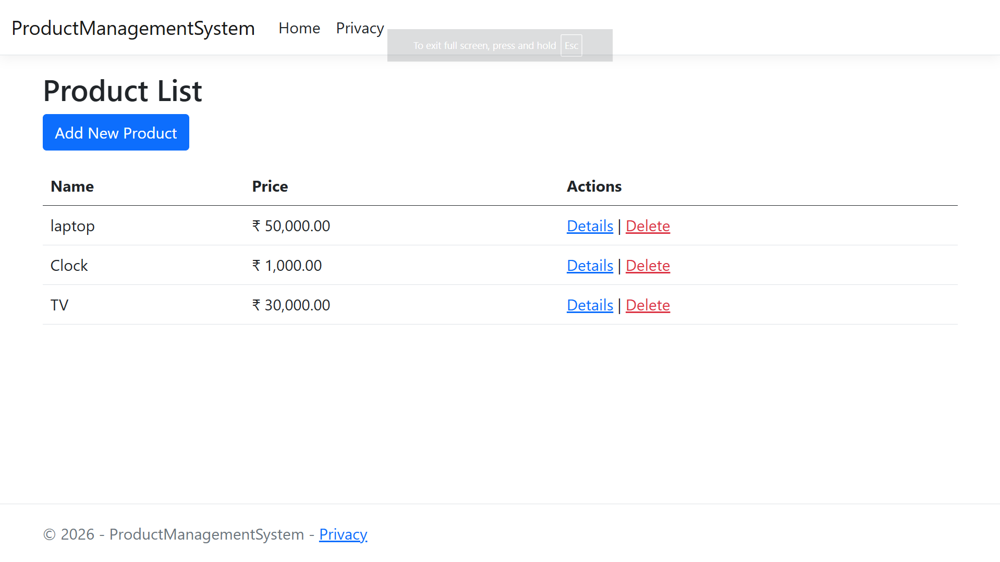 ProductManagementSystem Home Privacy
To exit full screen, press and hold Esc
Product List
Add New Product
Name Price Actions
laptop ₹ 50,000.00 Details | Delete
Clock ₹ 1,000.00 Details | Delete
TV ₹ 30,000.00 Details | Delete
© 2026 - ProductManagementSystem - Privacy